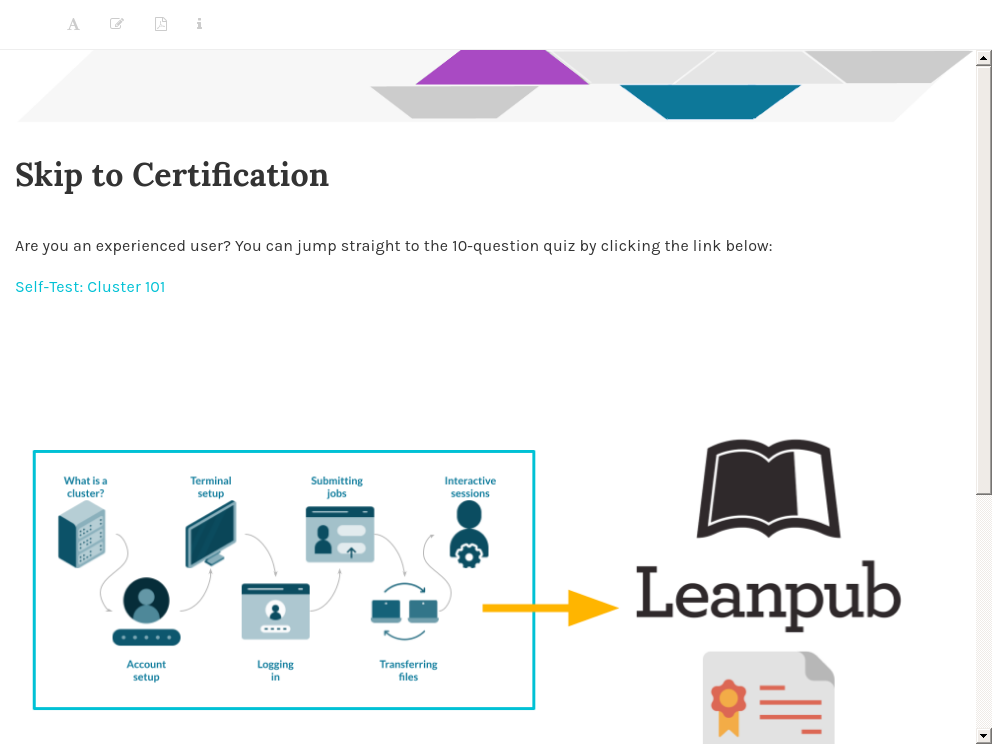 Skip to Certification
Are you an experienced user? You can jump straight to the 10-question quiz by clicking the link below:
Self-Test: Cluster 101
What is a
cluster?
Terminal
setup
Submitting
jobs
Interactive
sessions
Leanpub
Account
setup
Logging
in
Transferring
files